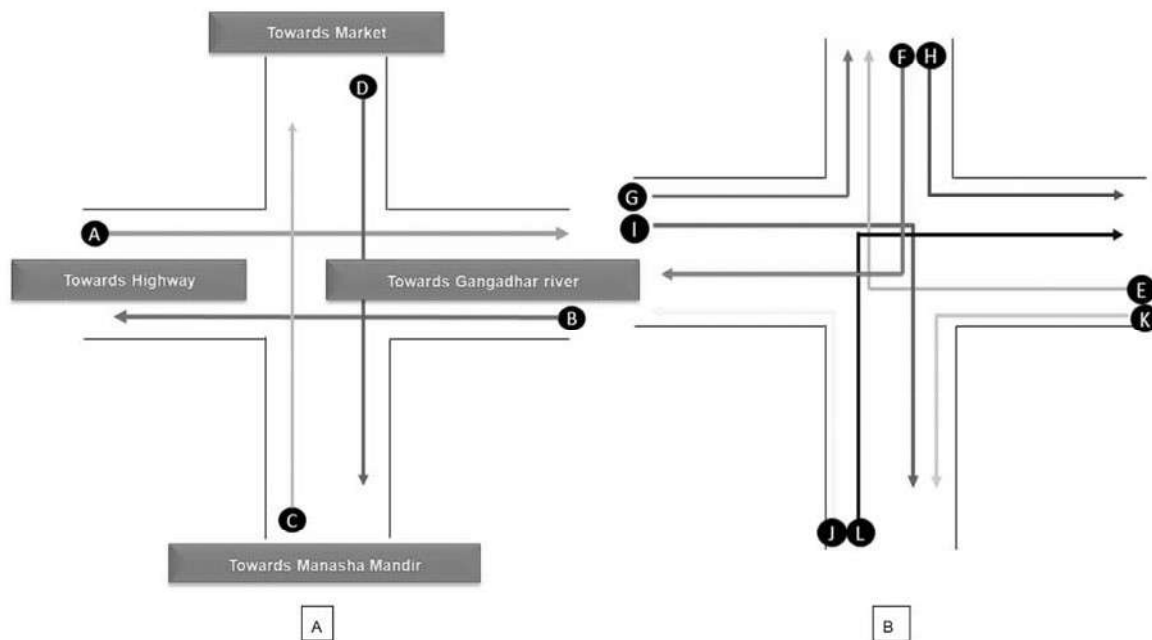 Towards Market
D
A
Towards Highway
Towards Gangadhar river
B
C
Towards Manasha Mandir
A
F
H
G
I
E
K
J
L
B